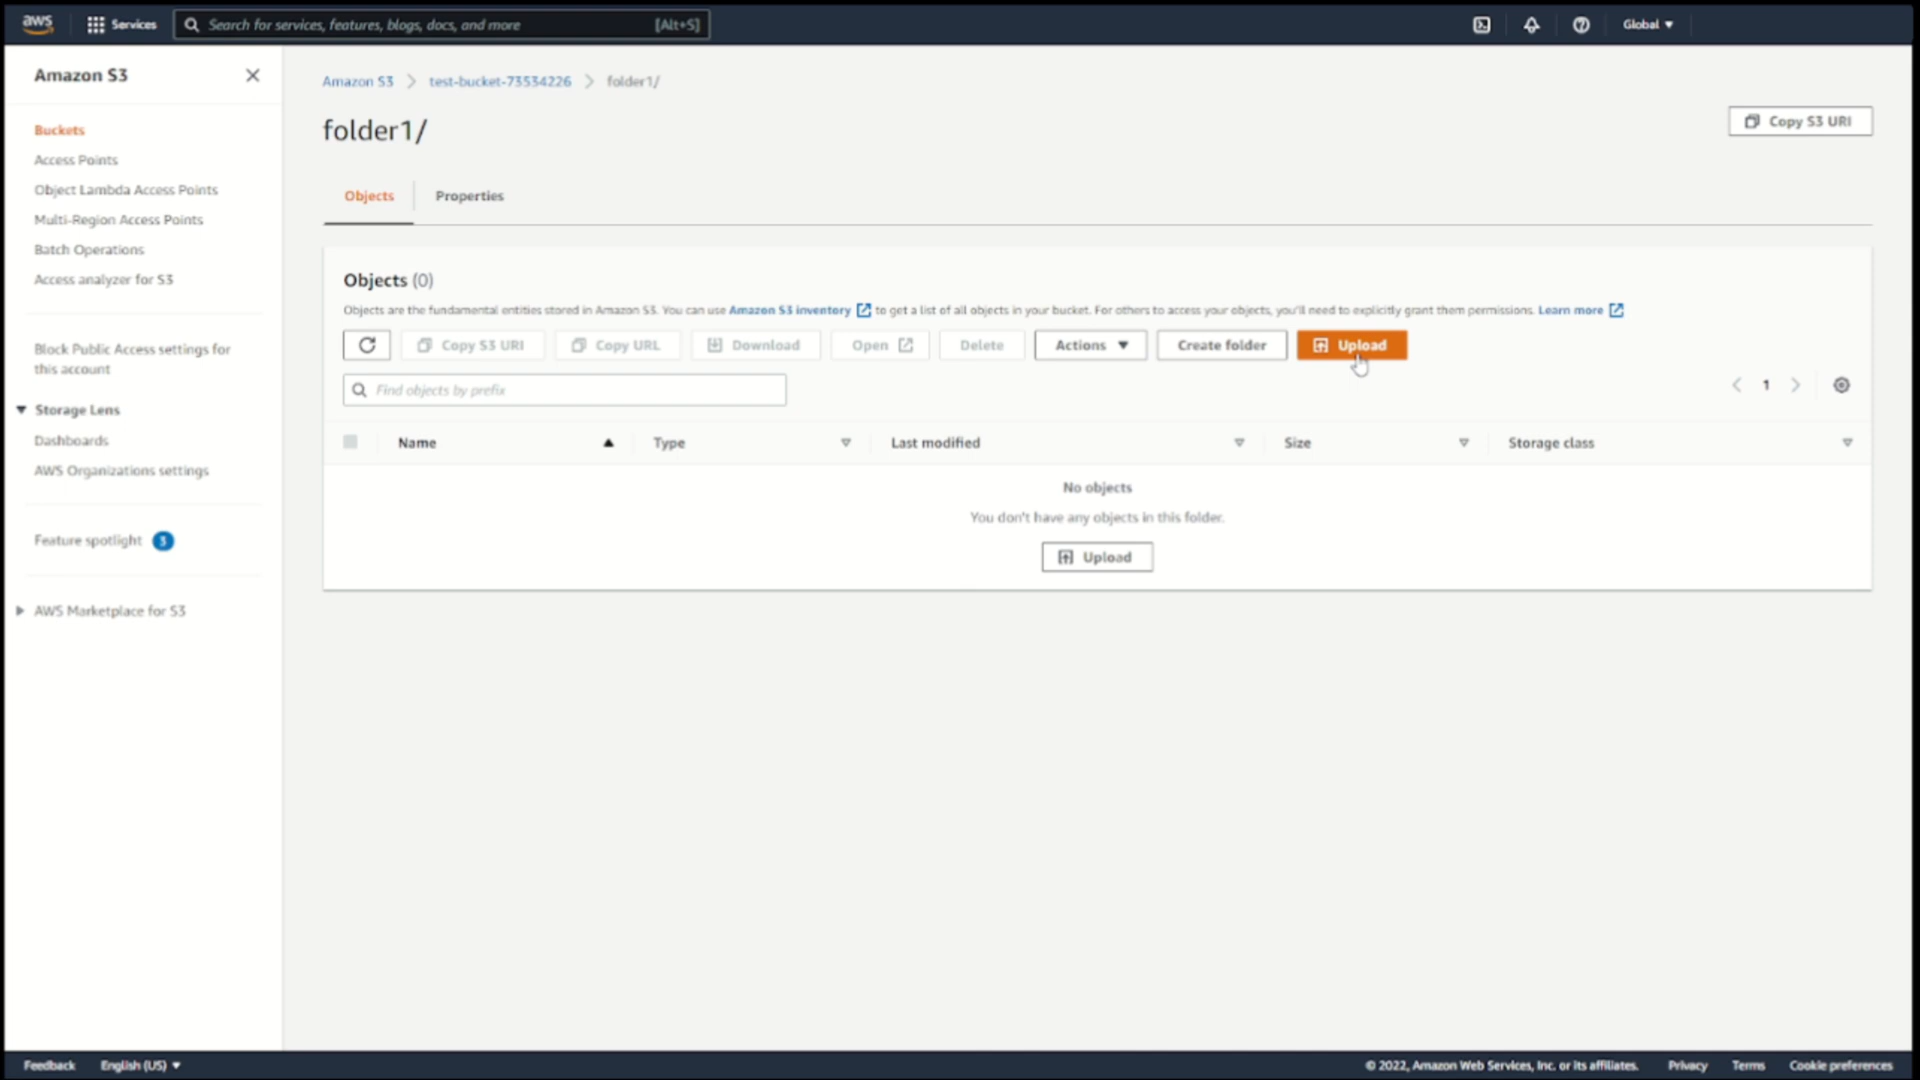 aws Services Search for services, features, blogs, docs, and more [Alt+S] Global
Amazon S3
Buckets
Access Points
Object Lambda Access Points
Multi-Region Access Points
Batch Operations
Access analyzer for S3
Block Public Access settings for
this account
Storage Lens
Dashboards
AWS Organizations settings
Feature spotlight 3
AWS Marketplace for S3
Amazon S3 > test-bucket-73534226 > folder1/
folder1/
Copy S3 URI
Objects Properties
Objects (0)
Objects are the fundamental entities stored in Amazon S3. You can use Amazon S3 inventory to get a list of all objects in your bucket. For others to access your objects, you'll need to explicitly grant them permissions. Learn more
Copy S3 URI Copy URL Download Open Delete Actions Create folder Upload
Find objects by prefix
1
Name Type Last modified Size Storage class
No objects
You don't have any objects in this folder.
Upload
Feedback English (US) © 2022, Amazon Web Services, Inc. or its affiliates. Privacy Terms Cookie preferences